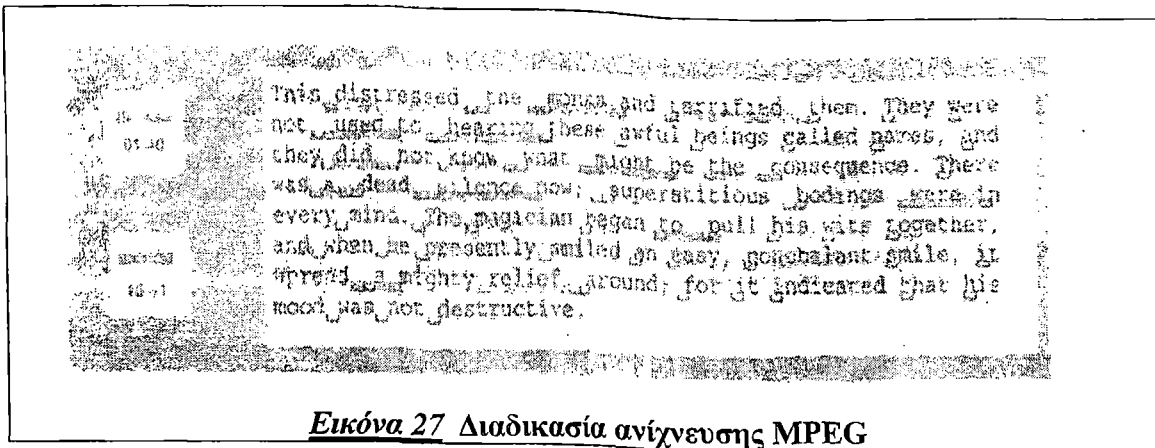 This distressed the monks and terrified them. They were
not used to hearing these awful beings called names, and
they did not know what might be the consequence. There
was a dead silence now; superstitious bodings were in
every mind. The magician began to pull his wits together,
and when he presently smiled an easy, nonchalant smile, it
spread a mighty relief around; for it indicated that his
mood was not destructive.
Εικόνα 27 Διαδικασία ανίχνευσης MPEG